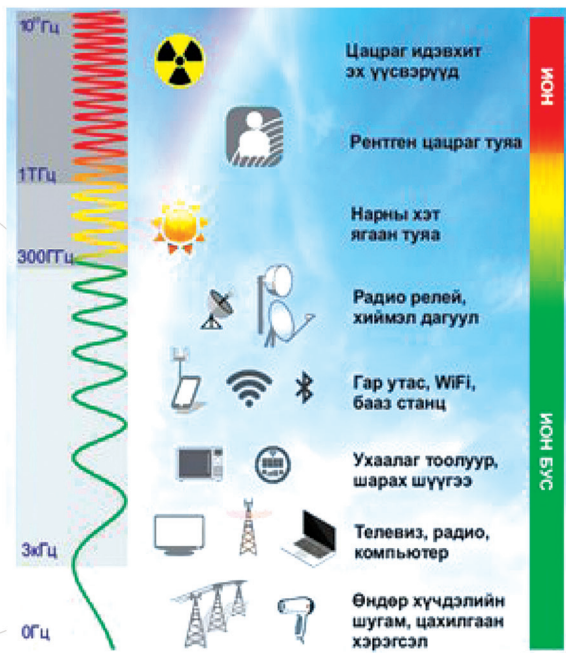 10²¹Гц
Цацраг идэвхит
эх үүсвэрүүд
ИОН
Рентген цацраг туяа
1ТГц
Нарны хэт
ягаан туяа
300ГГц
Радио релей,
хиймэл дагуул
Гар утас, WiFi,
бааз станц
ИОН БУС
Ухаалаг тоолуур,
шарах шүүгээ
Телевиз, радио,
компьютер
3кГц
Өндөр хүчдэлийн
шугам, цахилгаан
хэрэгсэл
0Гц